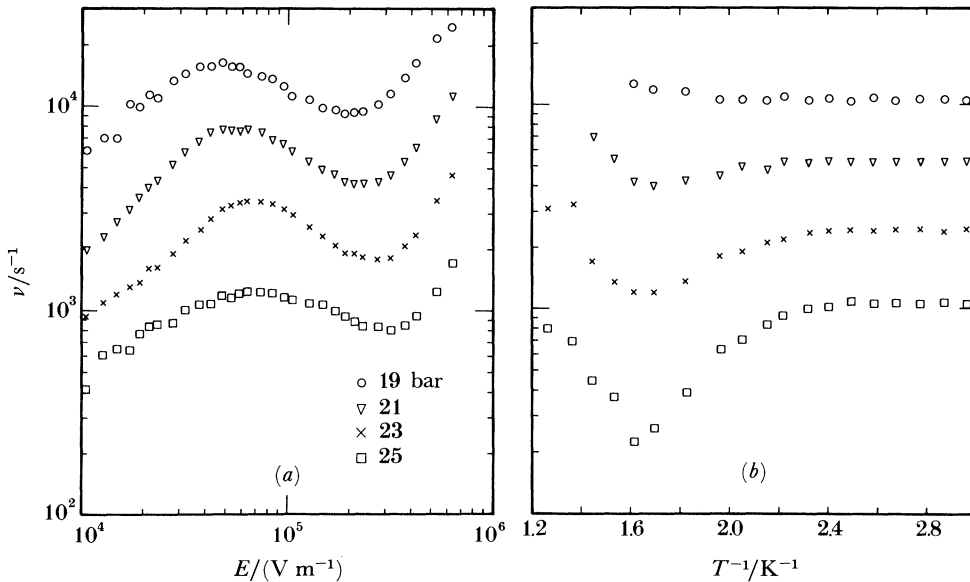 10⁴
10³
10²
ν/s⁻¹
○ 19 bar
▽ 21
× 23
□ 25
(a)
(b)
10⁴
10⁵
10⁶
E/(V m⁻¹)
1.2
1.6
2.0
2.4
2.8
T⁻¹/K⁻¹